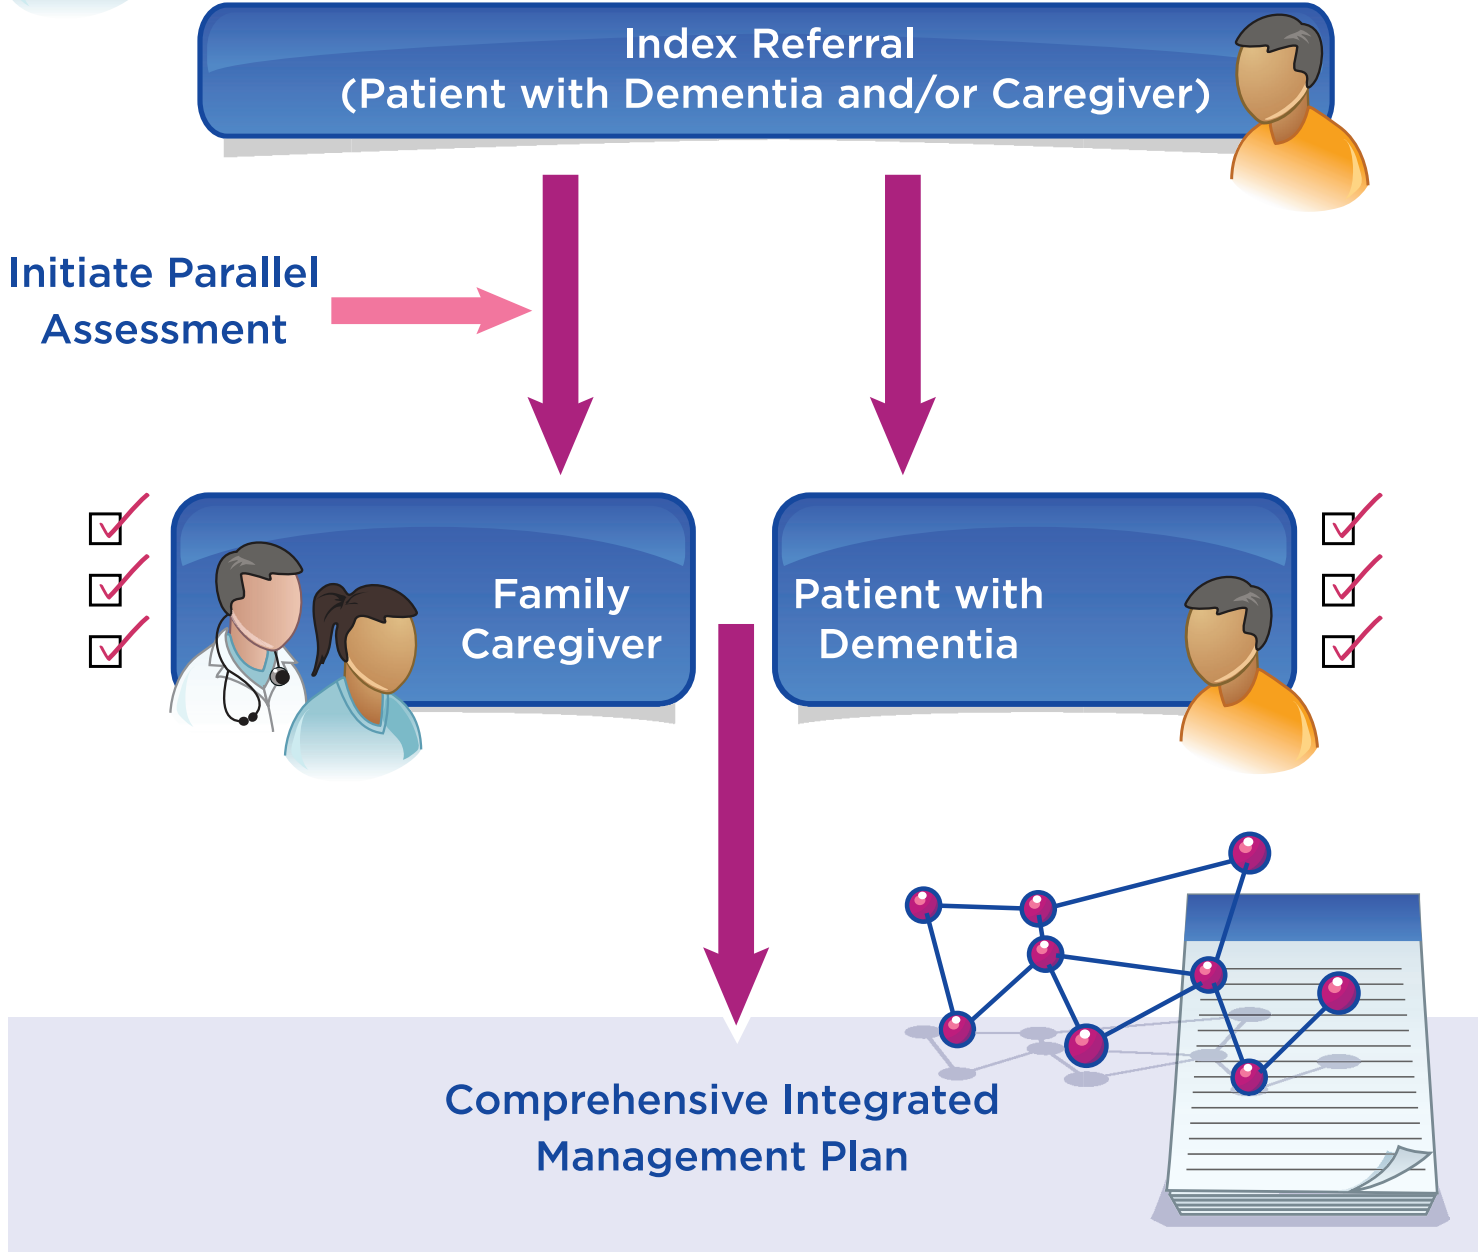 Index Referral
(Patient with Dementia and/or Caregiver)
Initiate Parallel
Assessment
Family
Caregiver
Patient with
Dementia
Comprehensive Integrated
Management Plan